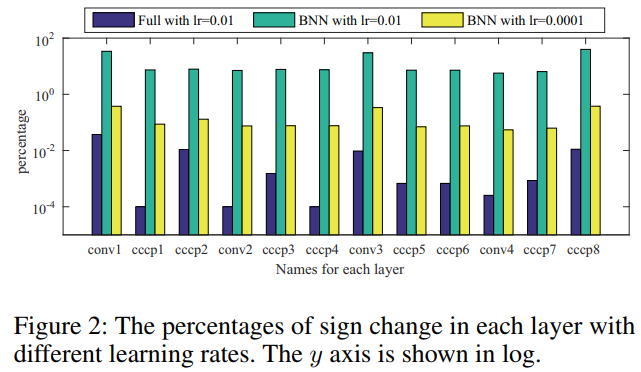 Full with lr=0.01 BNN with lr=0.01 BNN with lr=0.0001
10^2
10^0
10^-2
10^-4
percentage
conv1 cccp1 cccp2 conv2 cccp3 cccp4 conv3 cccp5 cccp6 conv4 cccp7 cccp8
Names for each layer
Figure 2: The percentages of sign change in each layer with
different learning rates. The y axis is shown in log.